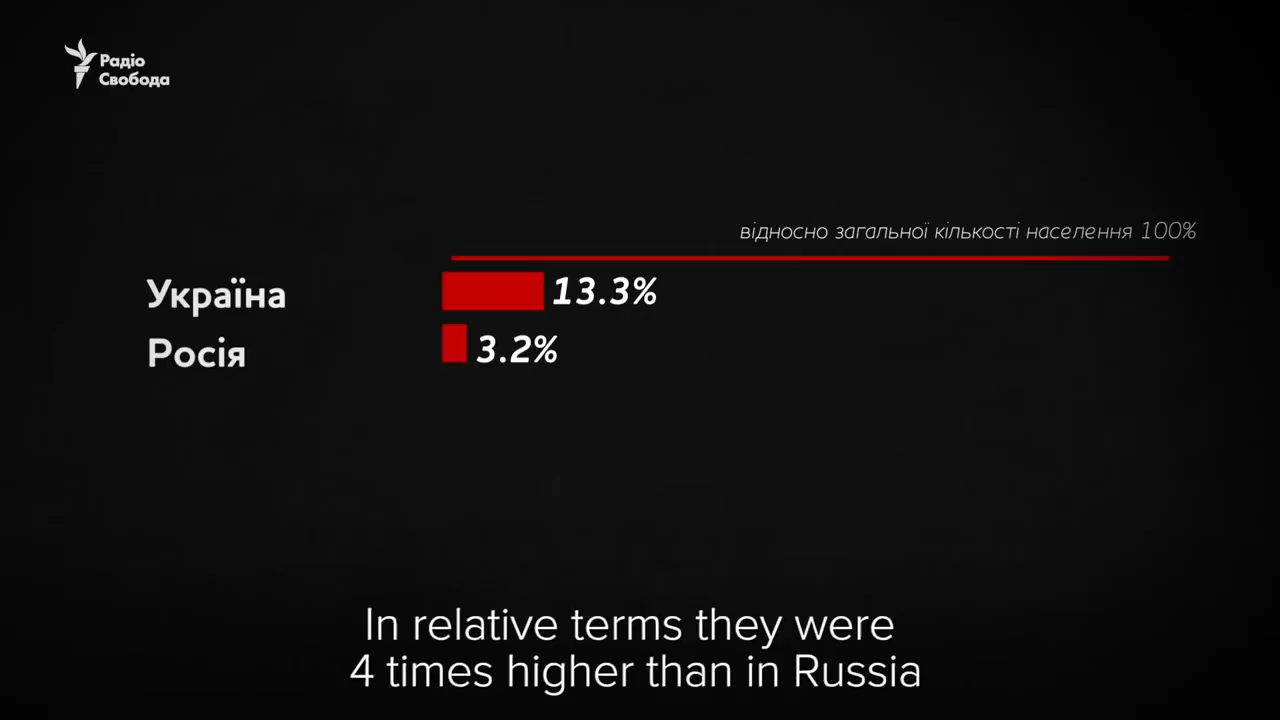 Радіо
Свобода
відносно загальної кількості населення 100%
Україна 13.3%
Росія 3.2%
In relative terms they were
4 times higher than in Russia